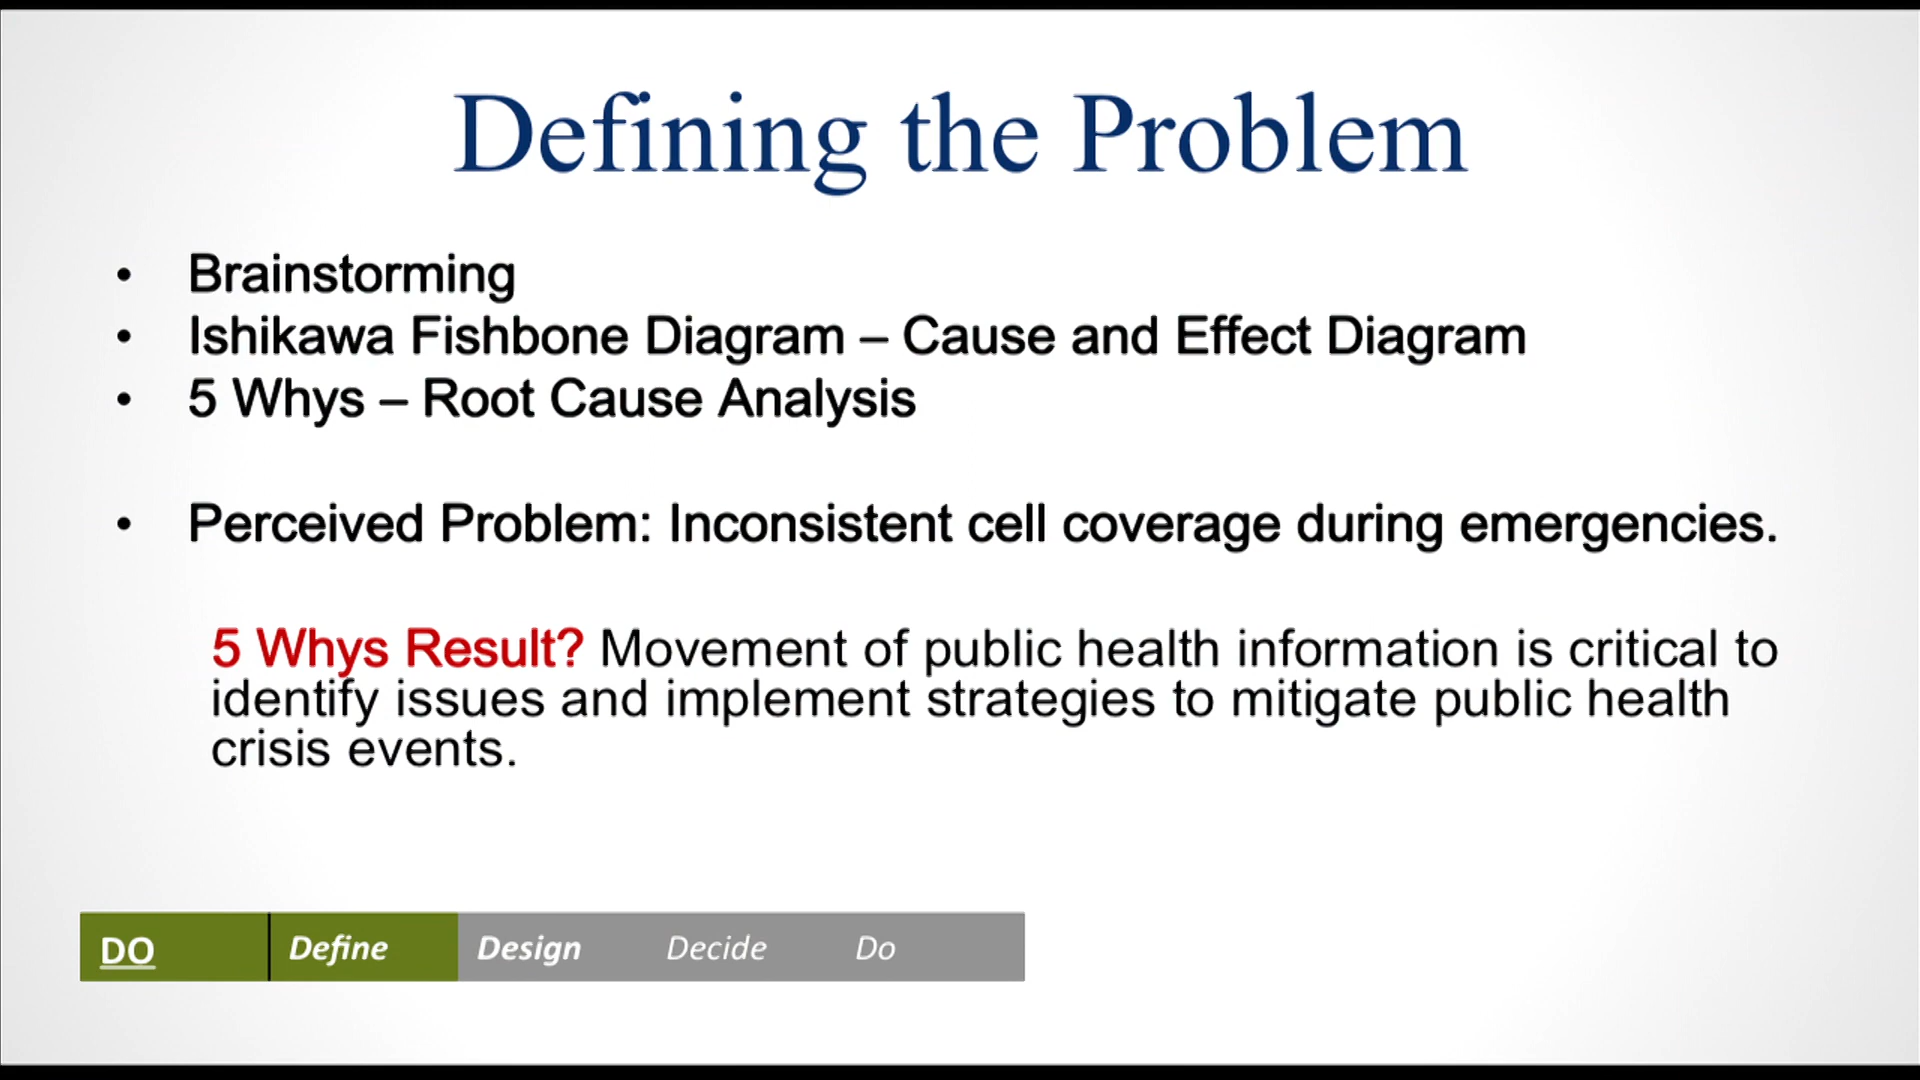 Defining the Problem
• Brainstorming
• Ishikawa Fishbone Diagram – Cause and Effect Diagram
• 5 Whys – Root Cause Analysis
• Perceived Problem: Inconsistent cell coverage during emergencies.
5 Whys Result? Movement of public health information is critical to
identify issues and implement strategies to mitigate public health
crisis events.
DO Define Design Decide Do